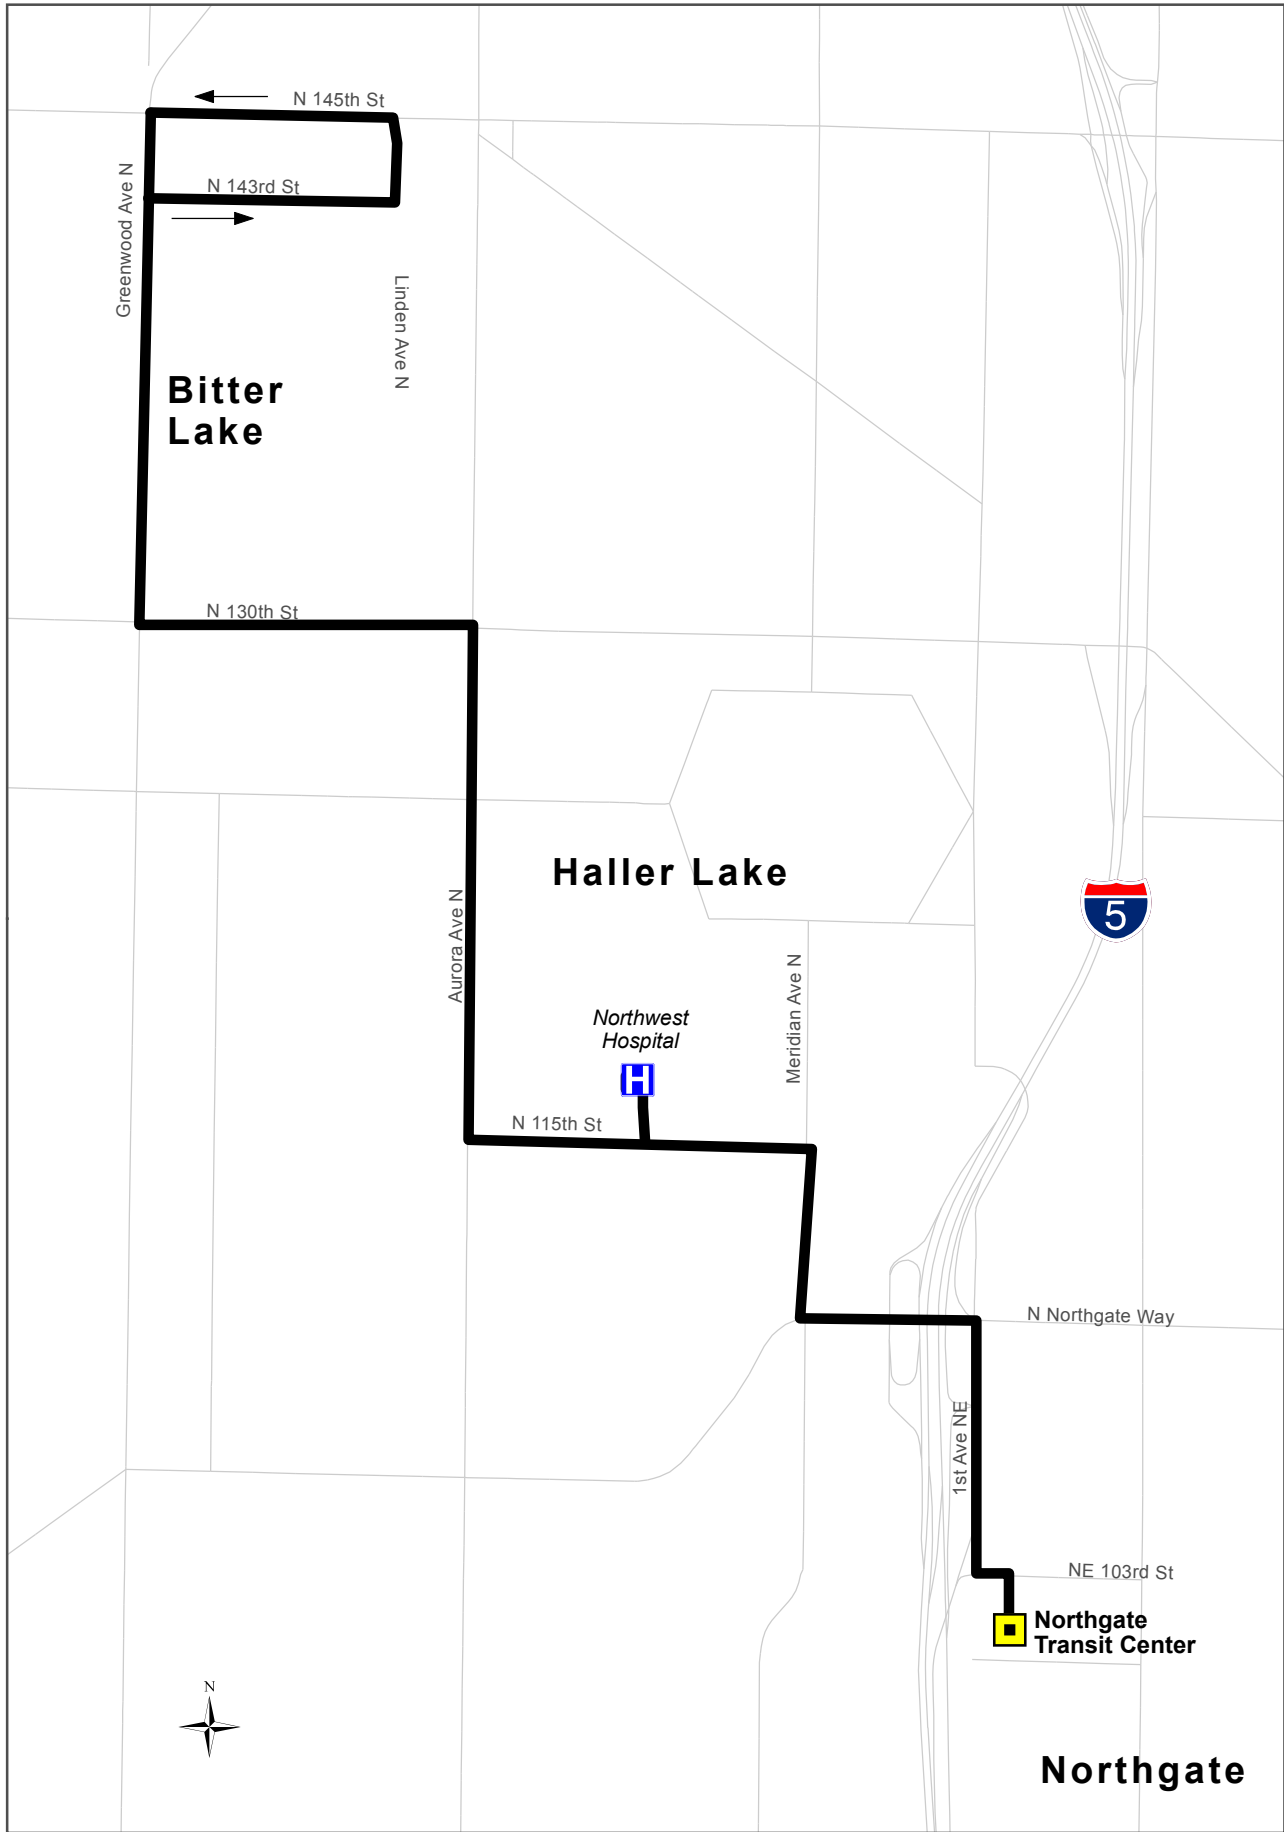 N 145th St
N 143rd St
Greenwood Ave N
Linden Ave N
Bitter
Lake
N 130th St
Haller Lake
5
Aurora Ave N
Meridian Ave N
Northwest
Hospital
H
N 115th St
N Northgate Way
1st Ave NE
NE 103rd St
Northgate
Transit Center
N
Northgate